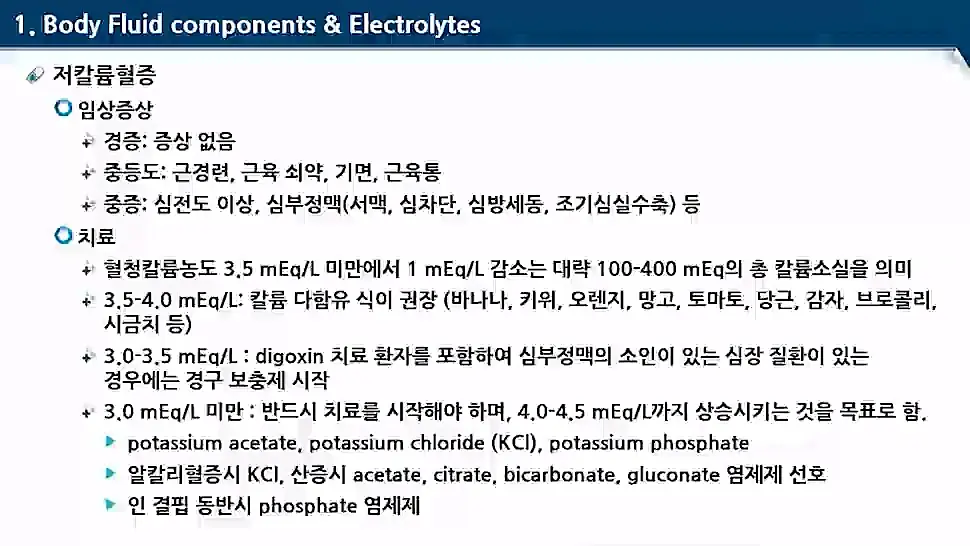 1. Body Fluid components & Electrolytes
저칼륨혈증
임상증상
경증: 증상 없음
중등도: 근경련, 근육 쇠약, 기면, 근육통
중증: 심전도 이상, 심부정맥(서맥, 심차단, 심방세동, 조기심실수축) 등
치료
혈청칼륨농도 3.5 mEq/L 미만에서 1 mEq/L 감소는 대략 100-400 mEq의 총 칼륨소실을 의미
3.5-4.0 mEq/L: 칼륨 다함유 식이 권장 (바나나, 키위, 오렌지, 망고, 토마토, 당근, 감자, 브로콜리,
시금치 등)
3.0-3.5 mEq/L : digoxin 치료 환자를 포함하여 심부정맥의 소인이 있는 심장 질환이 있는
경우에는 경구 보충제 시작
3.0 mEq/L 미만 : 반드시 치료를 시작해야 하며, 4.0-4.5 mEq/L까지 상승시키는 것을 목표로 함.
potassium acetate, potassium chloride (KCl), potassium phosphate
알칼리혈증시 KCl, 산증시 acetate, citrate, bicarbonate, gluconate 염제제 선호
인 결핍 동반시 phosphate 염제제